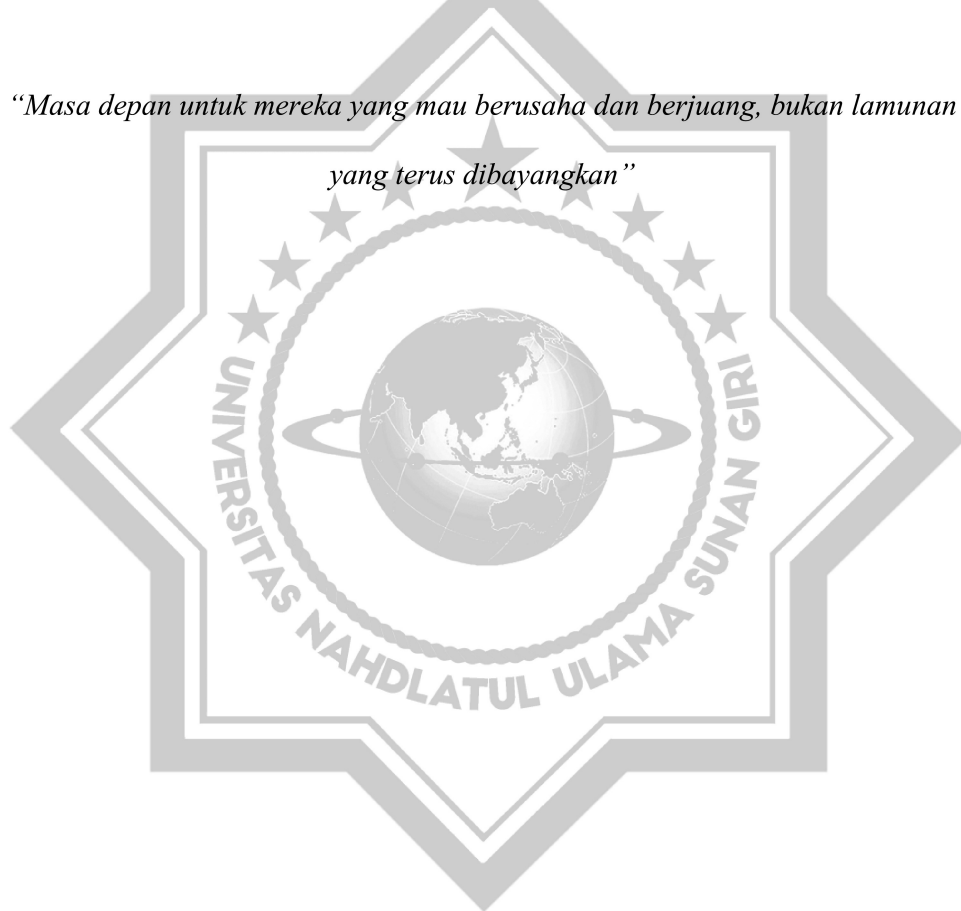 “Masa depan untuk mereka yang mau berusaha dan berjuang, bukan lamunan
yang terus dibayangkan”
UNIVERSITAS NAHDLATUL ULAMA SUNAN GIRI